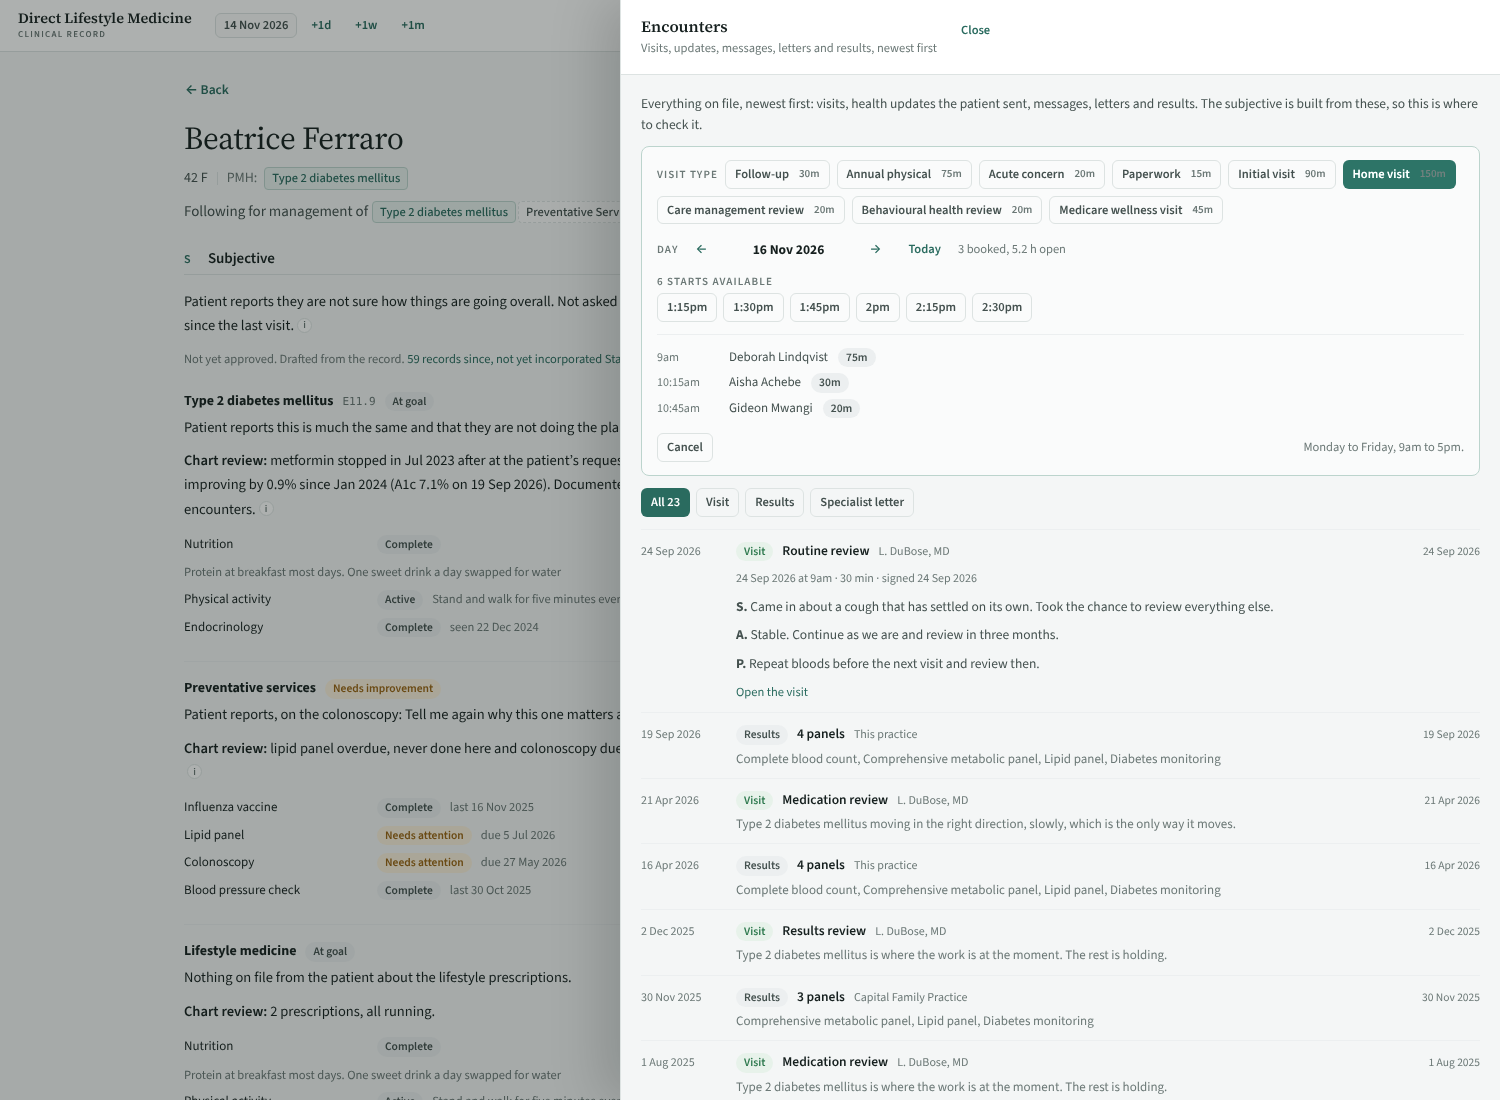 Direct Lifestyle Medicine
CLINICAL RECORD
14 Nov 2026 +1d +1w +1m
← Back
Beatrice Ferraro
42 F PMH: Type 2 diabetes mellitus
Following for management of Type 2 diabetes mellitus Preventative Serv
S Subjective
Patient reports they are not sure how things are going overall. Not asked
since the last visit. i
Not yet approved. Drafted from the record. 59 records since, not yet incorporated Sta
Type 2 diabetes mellitus E11.9 At goal
Patient reports this is much the same and that they are not doing the pla
Chart review: metformin stopped in Jul 2023 after at the patient's reques
improving by 0.9% since Jan 2024 (A1c 7.1% on 19 Sep 2026). Documente
encounters. i
Nutrition Complete
Protein at breakfast most days. One sweet drink a day swapped for water
Physical activity Active Stand and walk for five minutes ever
Endocrinology Complete seen 22 Dec 2024
Preventative services Needs improvement
Patient reports, on the colonoscopy: Tell me again why this one matters a
Chart review: lipid panel overdue, never done here and colonoscopy due
i
Influenza vaccine Complete last 16 Nov 2025
Lipid panel Needs attention due 5 Jul 2026
Colonoscopy Needs attention due 27 May 2026
Blood pressure check Complete last 30 Oct 2025
Lifestyle medicine At goal
Nothing on file from the patient about the lifestyle prescriptions.
Chart review: 2 prescriptions, all running.
Nutrition Complete
Protein at breakfast most days. One sweet drink a day swapped for water
Physical activity Active Stand and walk for five minutes ever
Encounters
Close
Visits, updates, messages, letters and results, newest first
Everything on file, newest first: visits, health updates the patient sent, messages, letters and results. The subjective is built from these, so this is where
to check it.
VISIT TYPE Follow-up 30m Annual physical 75m Acute concern 20m Paperwork 15m Initial visit 90m Home visit 150m
Care management review 20m Behavioural health review 20m Medicare wellness visit 45m
DAY ← 16 Nov 2026 → Today 3 booked, 5.2 h open
6 STARTS AVAILABLE
1:15pm 1:30pm 1:45pm 2pm 2:15pm 2:30pm
9am Deborah Lindqvist 75m
10:15am Aisha Achebe 30m
10:45am Gideon Mwangi 20m
Cancel Monday to Friday, 9am to 5pm.
All 23 Visit Results Specialist letter
24 Sep 2026 Visit Routine review L. DuBose, MD 24 Sep 2026
24 Sep 2026 at 9am · 30 min · signed 24 Sep 2026
S. Came in about a cough that has settled on its own. Took the chance to review everything else.
A. Stable. Continue as we are and review in three months.
P. Repeat bloods before the next visit and review then.
Open the visit
19 Sep 2026 Results 4 panels This practice 19 Sep 2026
Complete blood count, Comprehensive metabolic panel, Lipid panel, Diabetes monitoring
21 Apr 2026 Visit Medication review L. DuBose, MD 21 Apr 2026
Type 2 diabetes mellitus moving in the right direction, slowly, which is the only way it moves.
16 Apr 2026 Results 4 panels This practice 16 Apr 2026
Complete blood count, Comprehensive metabolic panel, Lipid panel, Diabetes monitoring
2 Dec 2025 Visit Results review L. DuBose, MD 2 Dec 2025
Type 2 diabetes mellitus is where the work is at the moment. The rest is holding.
30 Nov 2025 Results 3 panels Capital Family Practice 30 Nov 2025
Comprehensive metabolic panel, Lipid panel, Diabetes monitoring
1 Aug 2025 Visit Medication review L. DuBose, MD 1 Aug 2025
Type 2 diabetes mellitus is where the work is at the moment. The rest is holding.